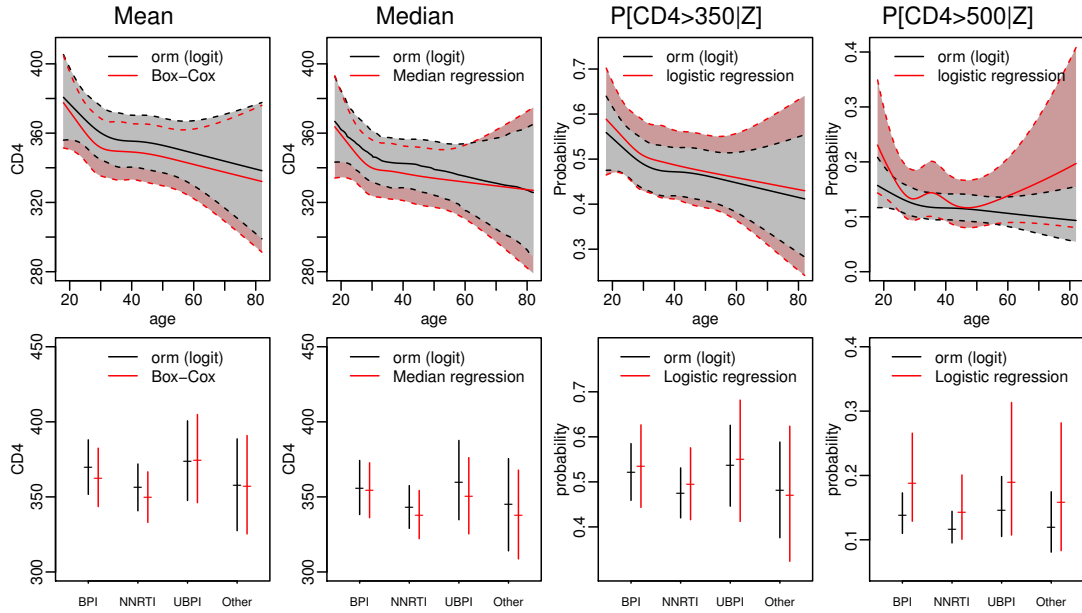 Mean
Median
P[CD4>350|Z]
P[CD4>500|Z]
orm (logit)
Box−Cox
CD4
280
320
360
400
20
40
60
80
age
orm (logit)
Median regression
CD4
280
320
360
400
20
40
60
80
age
orm (logit)
logistic regression
Probability
0.3
0.4
0.5
0.6
0.7
20
40
60
80
age
orm (logit)
logistic regression
Probability
0.0
0.1
0.2
0.3
0.4
20
40
60
80
age
orm (logit)
Box−Cox
CD4
300
350
400
450
BPI
NNRTI
UBPI
Other
orm (logit)
Median regression
CD4
300
350
400
450
BPI
NNRTI
UBPI
Other
orm (logit)
Logistic regression
probability
0.4
0.5
0.6
0.7
BPI
NNRTI
UBPI
Other
orm (logit)
Logistic regression
probability
0.1
0.2
0.3
0.4
BPI
NNRTI
UBPI
Other